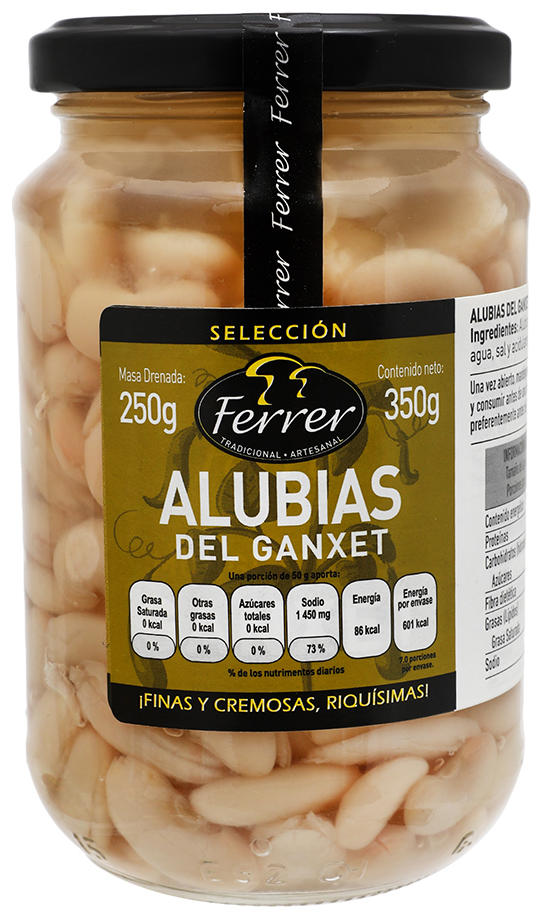 Ferrer Ferrer Ferrer
SELECCIÓN
Masa Drenada:
250g
Contenido neto:
350g
Ferrer
TRADICIONAL • ARTESANAL
ALUBIAS
DEL GANXET
Una porción de 50 g aporta:
Grasa
Saturada
0 kcal
0 %
Otras
grasas
0 kcal
0 %
Azúcares
totales
0 kcal
0 %
Sodio
1 450 mg
73 %
Energía
86 kcal
Energía
por envase
601 kcal
% de los nutrimentos diarios
7.0 porciones
por envase.
¡FINAS Y CREMOSAS, RIQUÍSIMAS!
ALUBIAS DEL
Ingredientes:
agua, sal y
Una vez abierto,
y consumir antes de
preferentemente
Contenido
Proteínas
Carbohidratos
Azúcares
Fibra dietética
Grasas (Lípidos)
Grasa
Sodio